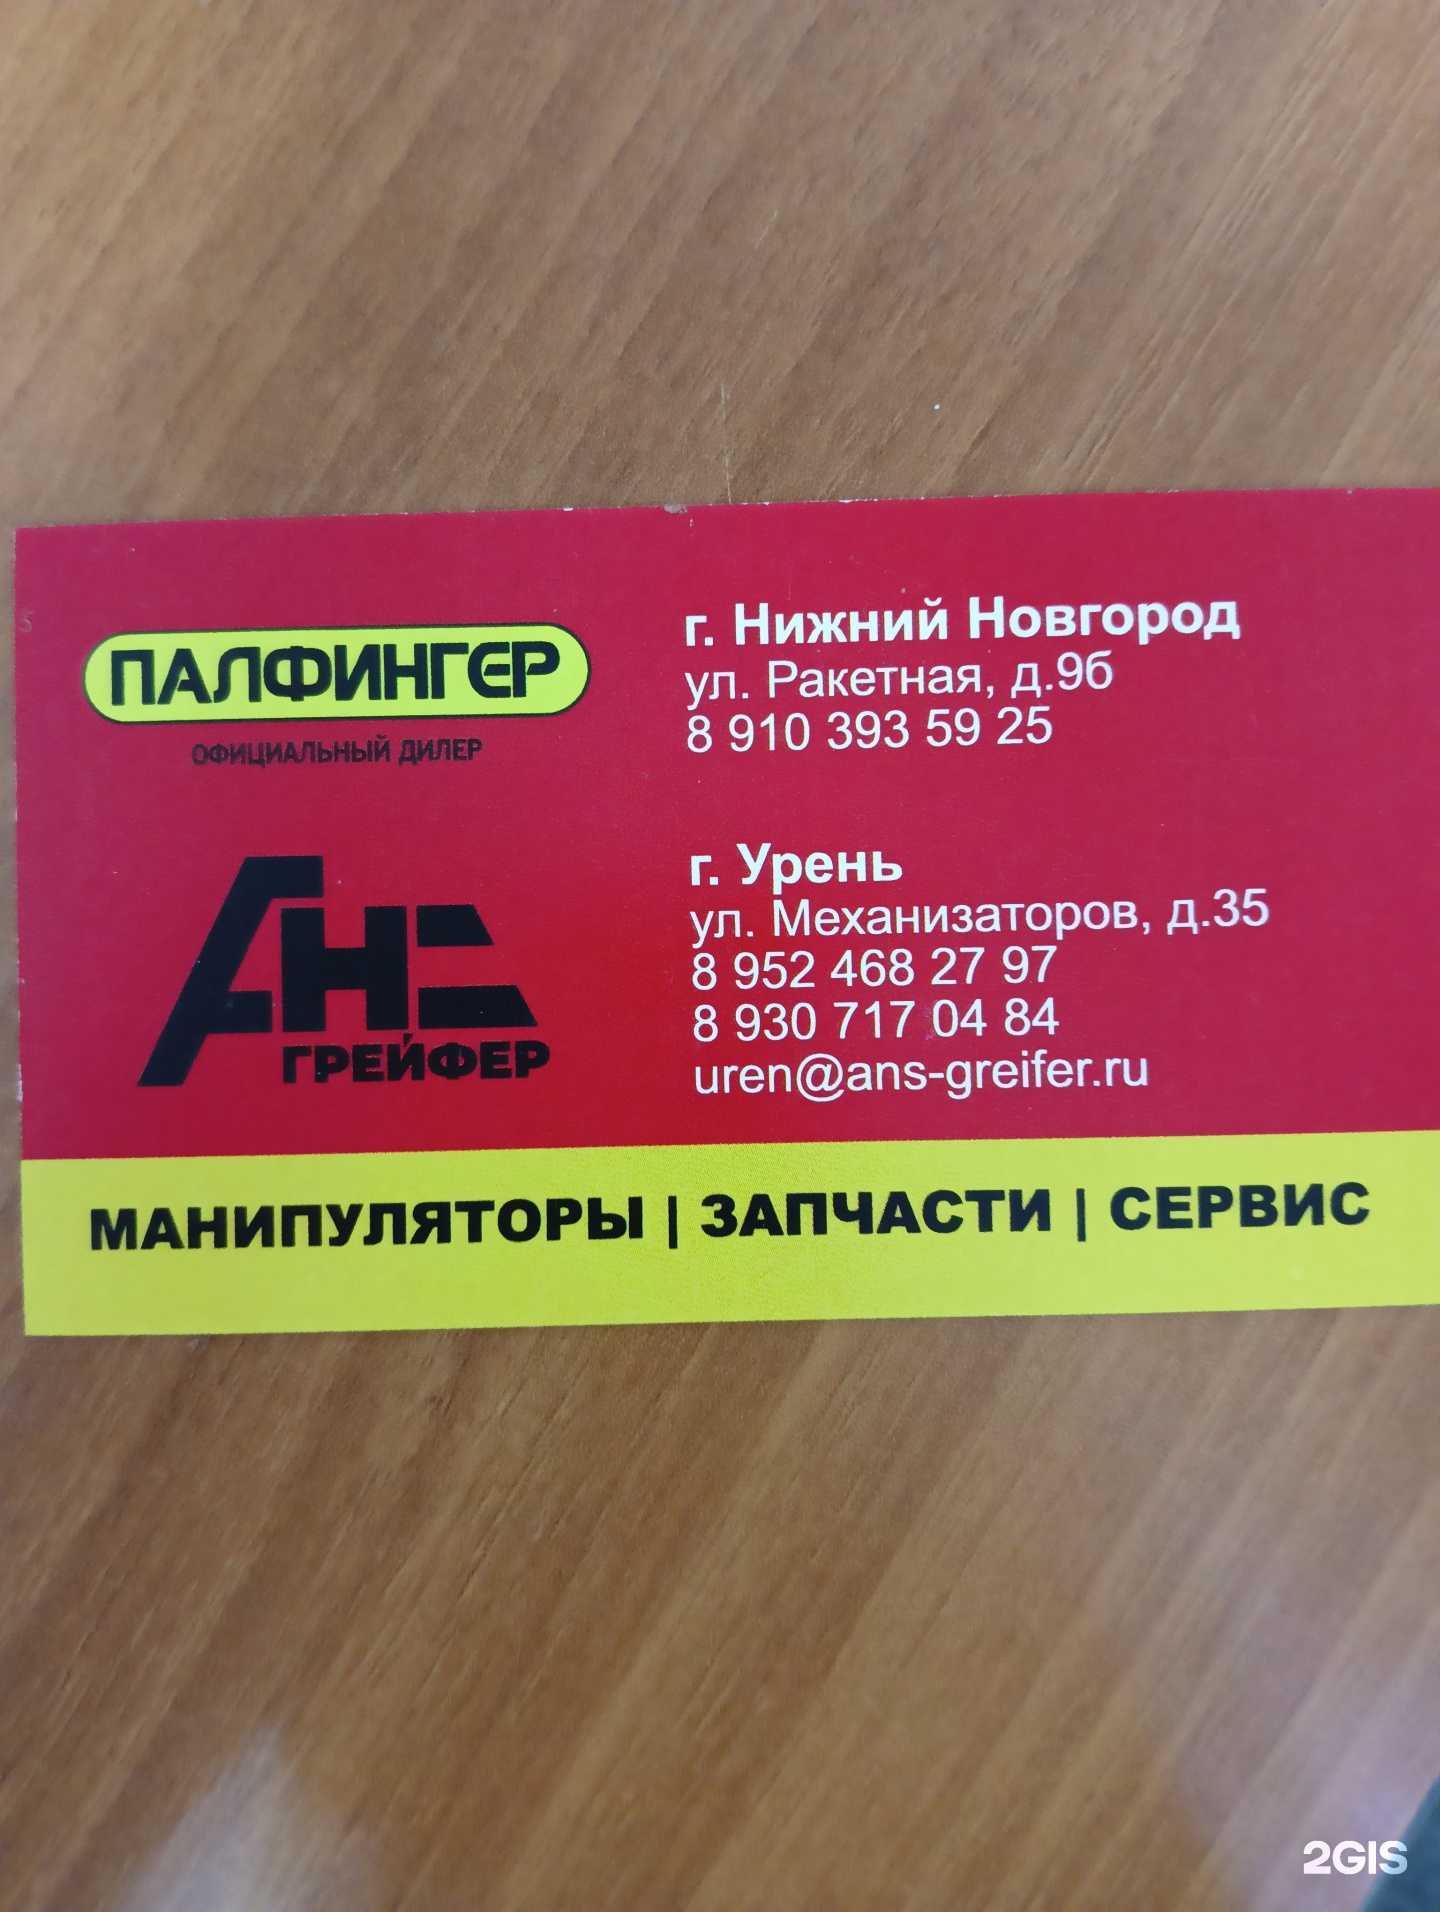 ПАЛФИНГЕР
ОФИЦИАЛЬНЫЙ ДИЛЕР
АНС
ГРЕЙФЕР
г. Нижний Новгород
ул. Ракетная, д.9б
8 910 393 59 25
г. Урень
ул. Механизаторов, д.35
8 952 468 27 97
8 930 717 04 84
uren@ans-greifer.ru
МАНИПУЛЯТОРЫ | ЗАПЧАСТИ | СЕРВИС
2GIS